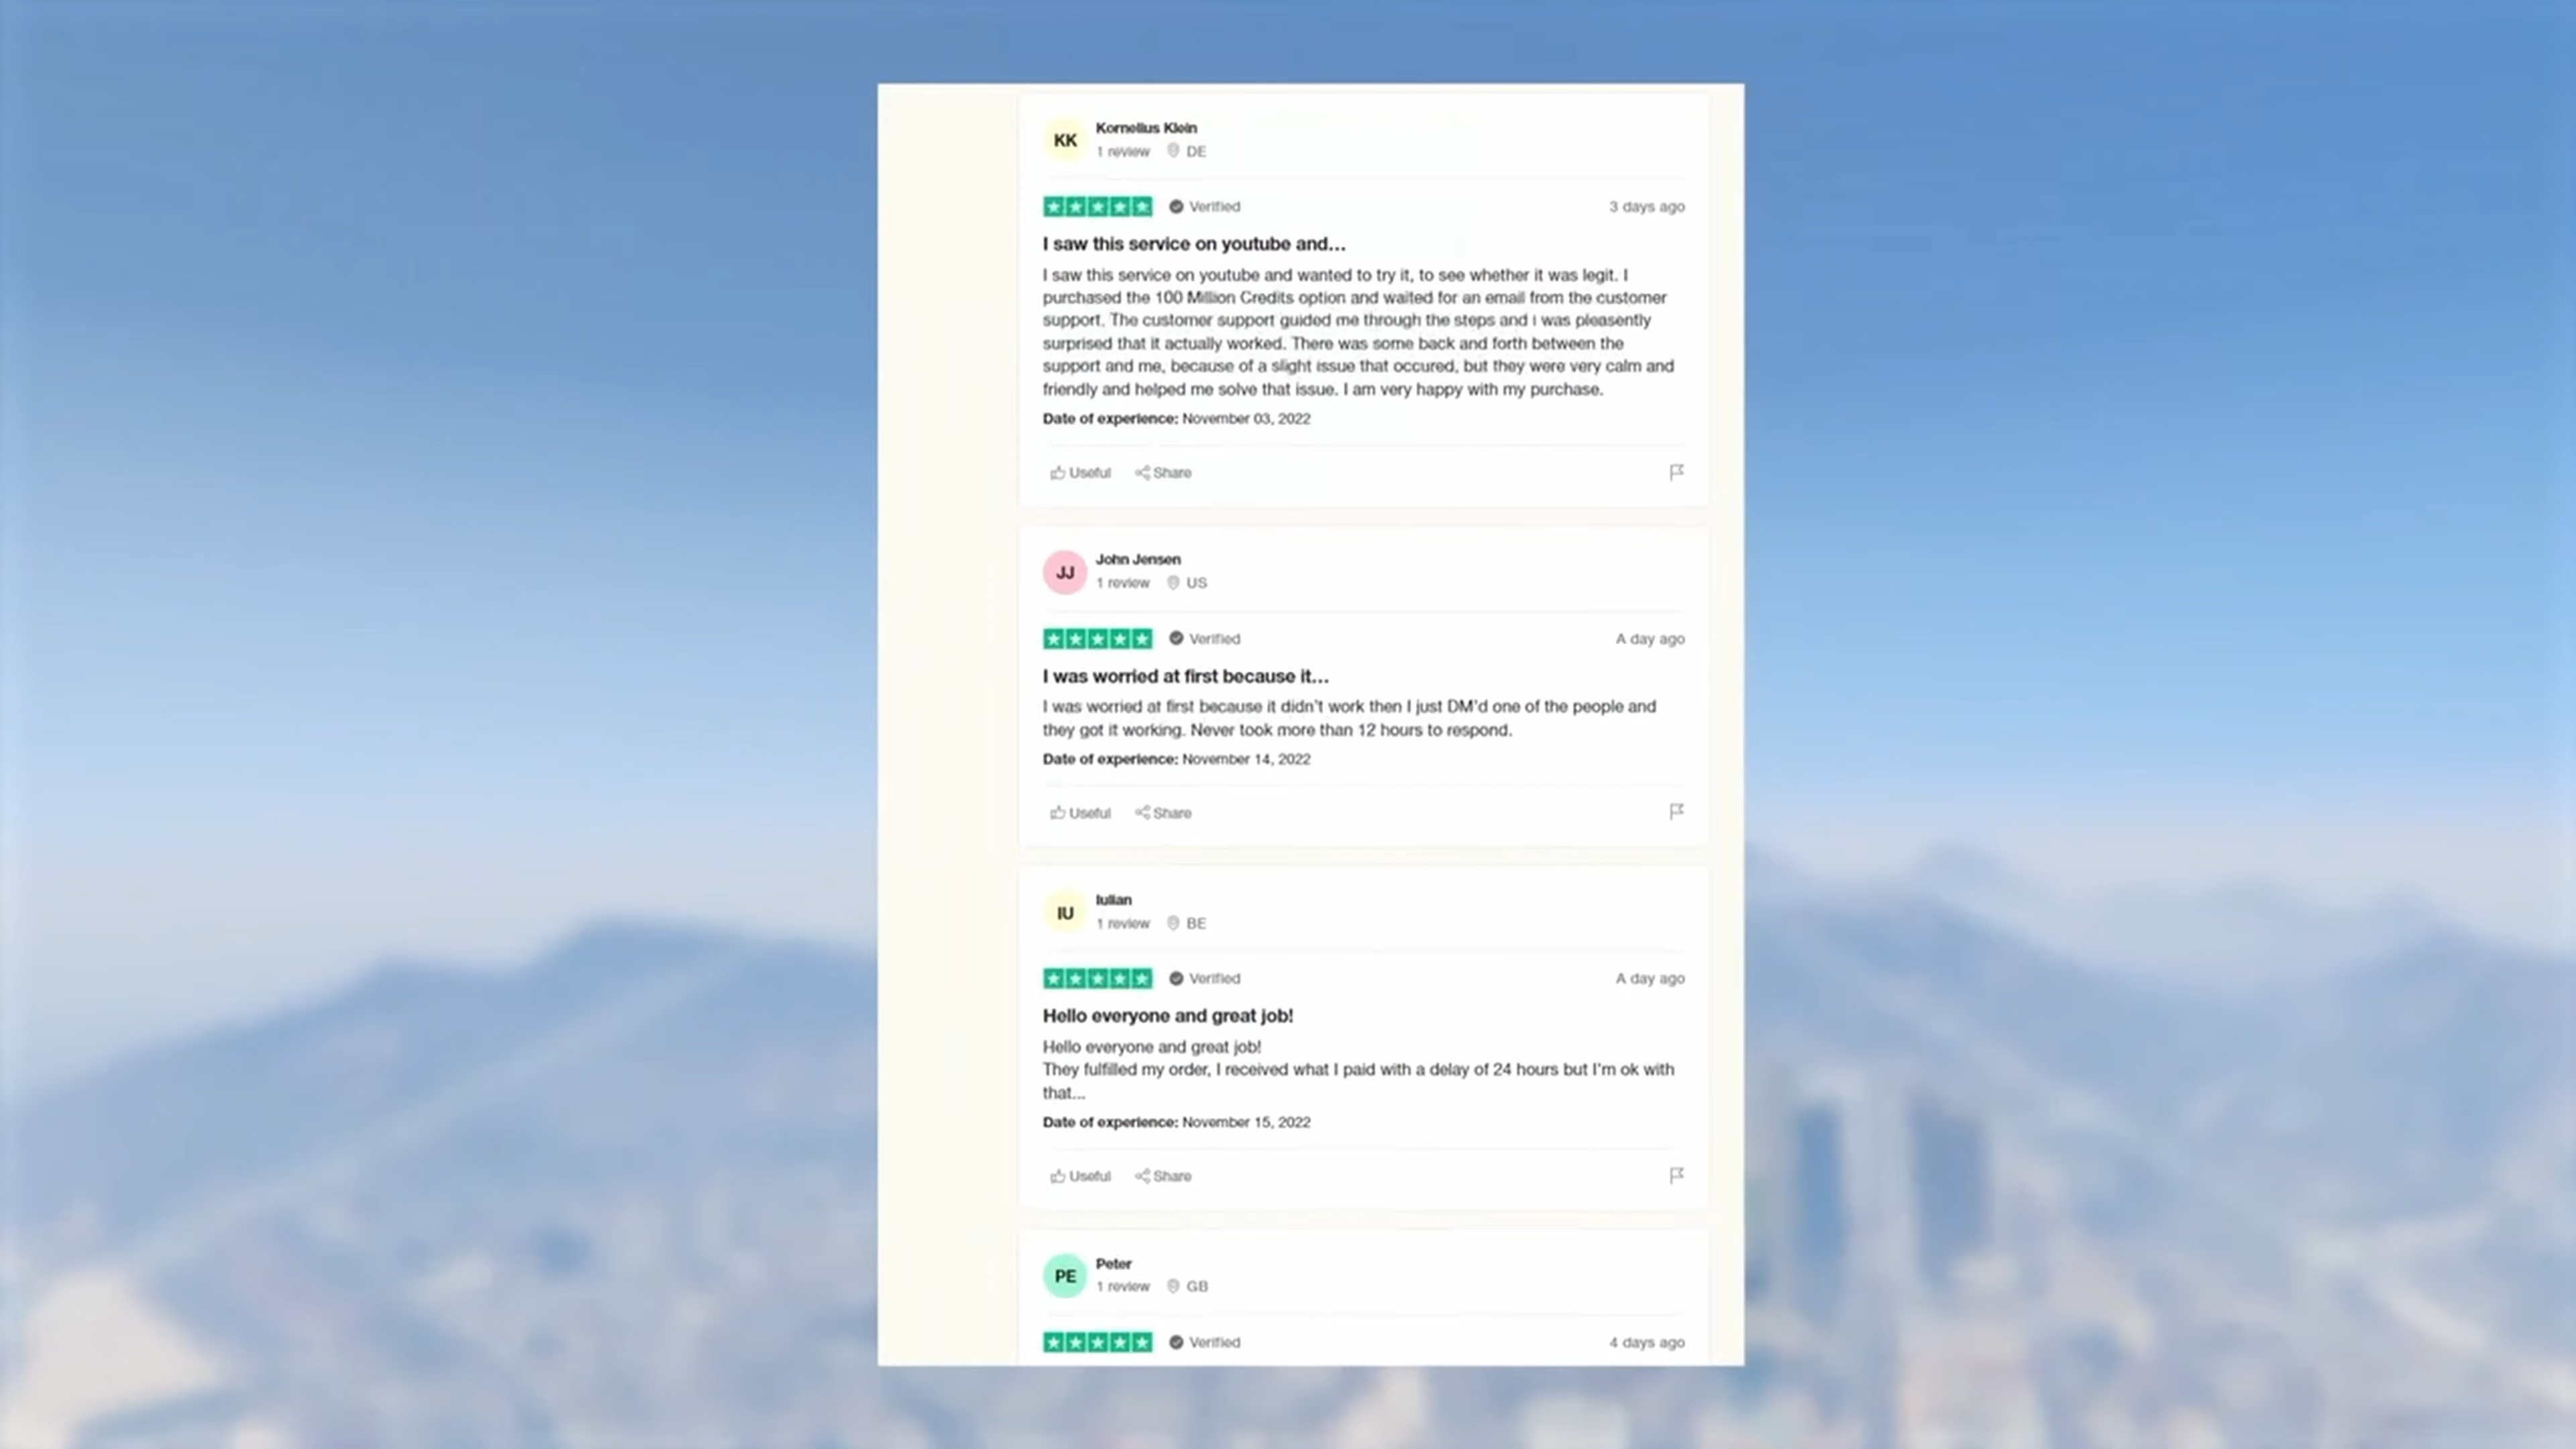 KK
Kornelius Klein
1 review DE
Verified
3 days ago
I saw this service on youtube and...
I saw this service on youtube and wanted to try it, to see whether it was legit. I
purchased the 100 Million Credits option and waited for an email from the customer
support. The customer support guided me through the steps and i was pleasently
surprised that it actually worked. There was some back and forth between the
support and me, because of a slight issue that occured, but they were very calm and
friendly and helped me solve that issue. I am very happy with my purchase.
Date of experience: November 03, 2022
Useful Share
JJ
John Jensen
1 review US
Verified
A day ago
I was worried at first because it...
I was worried at first because it didn't work then I just DM'd one of the people and
they got it working. Never took more than 12 hours to respond.
Date of experience: November 14, 2022
Useful Share
IU
Iulian
1 review BE
Verified
A day ago
Hello everyone and great job!
Hello everyone and great job!
They fulfilled my order, I received what I paid with a delay of 24 hours but I'm ok with
that...
Date of experience: November 15, 2022
Useful Share
PE
Peter
1 review GB
Verified
4 days ago